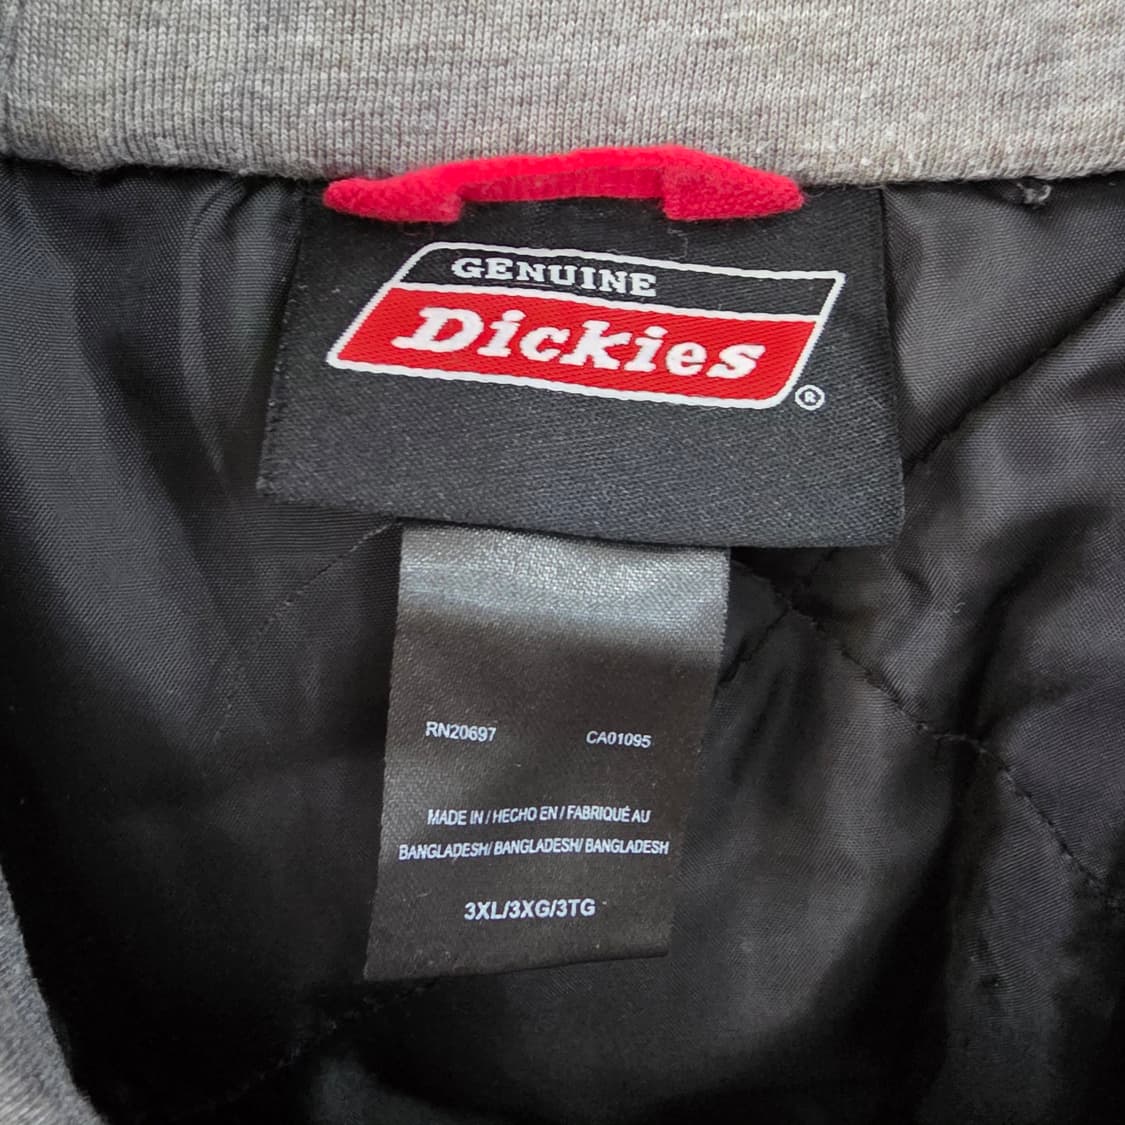 GENUINE
Dickies
®
RN20697 CA01095
MADE IN / HECHO EN / FABRIQUÉ AU
BANGLADESH/ BANGLADESH/ BANGLADESH
3XL/3XG/3TG